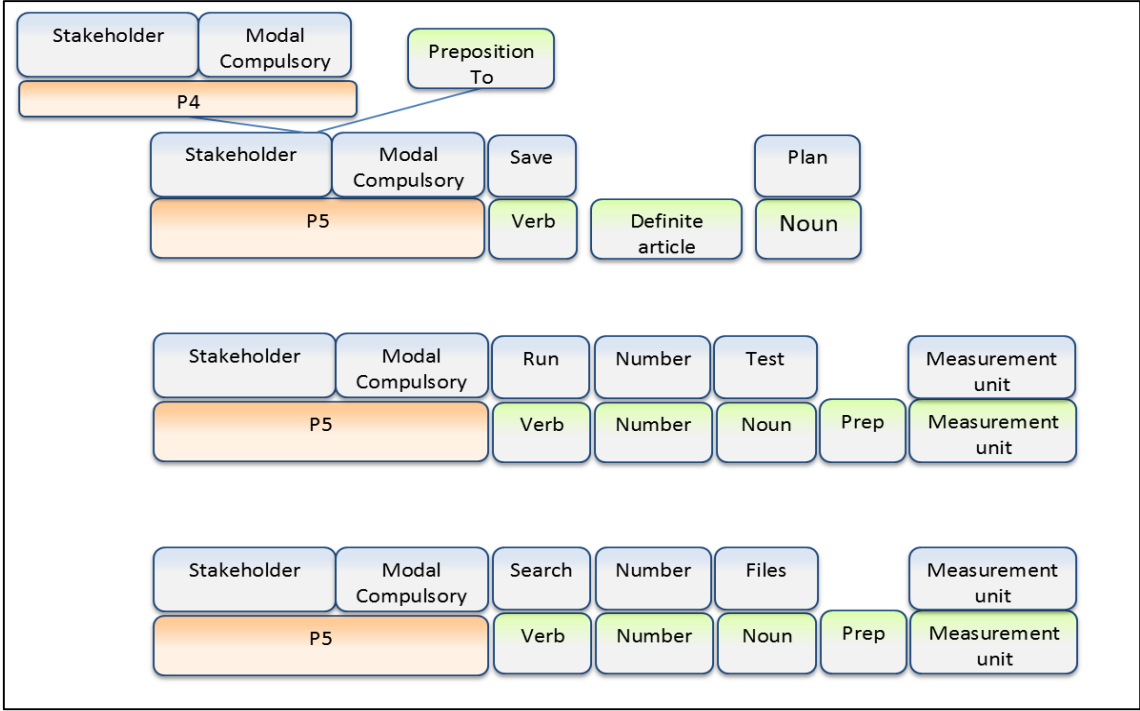 Stakeholder Modal Compulsory
Preposition To
P4
Stakeholder Modal Compulsory Save Plan
P5 Verb Definite article Noun
Stakeholder Modal Compulsory Run Number Test Measurement unit
P5 Verb Number Noun Prep Measurement unit
Stakeholder Modal Compulsory Search Number Files Measurement unit
P5 Verb Number Noun Prep Measurement unit